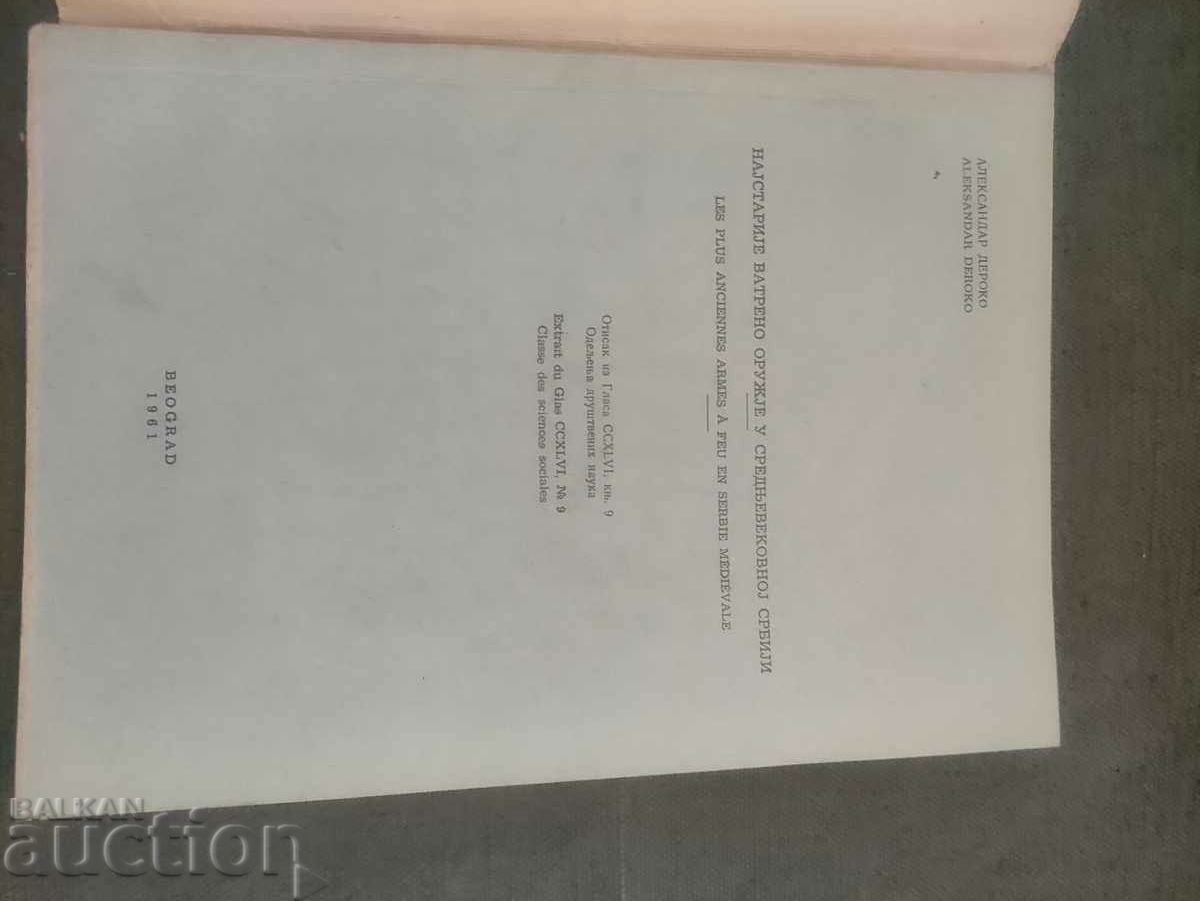 АЛЕКСАНДАР ДЕРОКО
ALEKSANDAR DEROKO
НАЈСТАРИЈЕ ВАТРЕНО ОРУЖЈЕ У СРЕДЊЕВЕКОВНОЈ СРБИЈИ
LES PLUS ANCIENNES ARMES À FEU EN SERBIE MÉDIÉVALE
Отисак из Гласа CCXLVI, књ. 9
Одељења друштвених наука
Extrait du Glas CCXLVI, № 9
Classe des sciences sociales
BEOGRAD
1961
BALKAN
auction